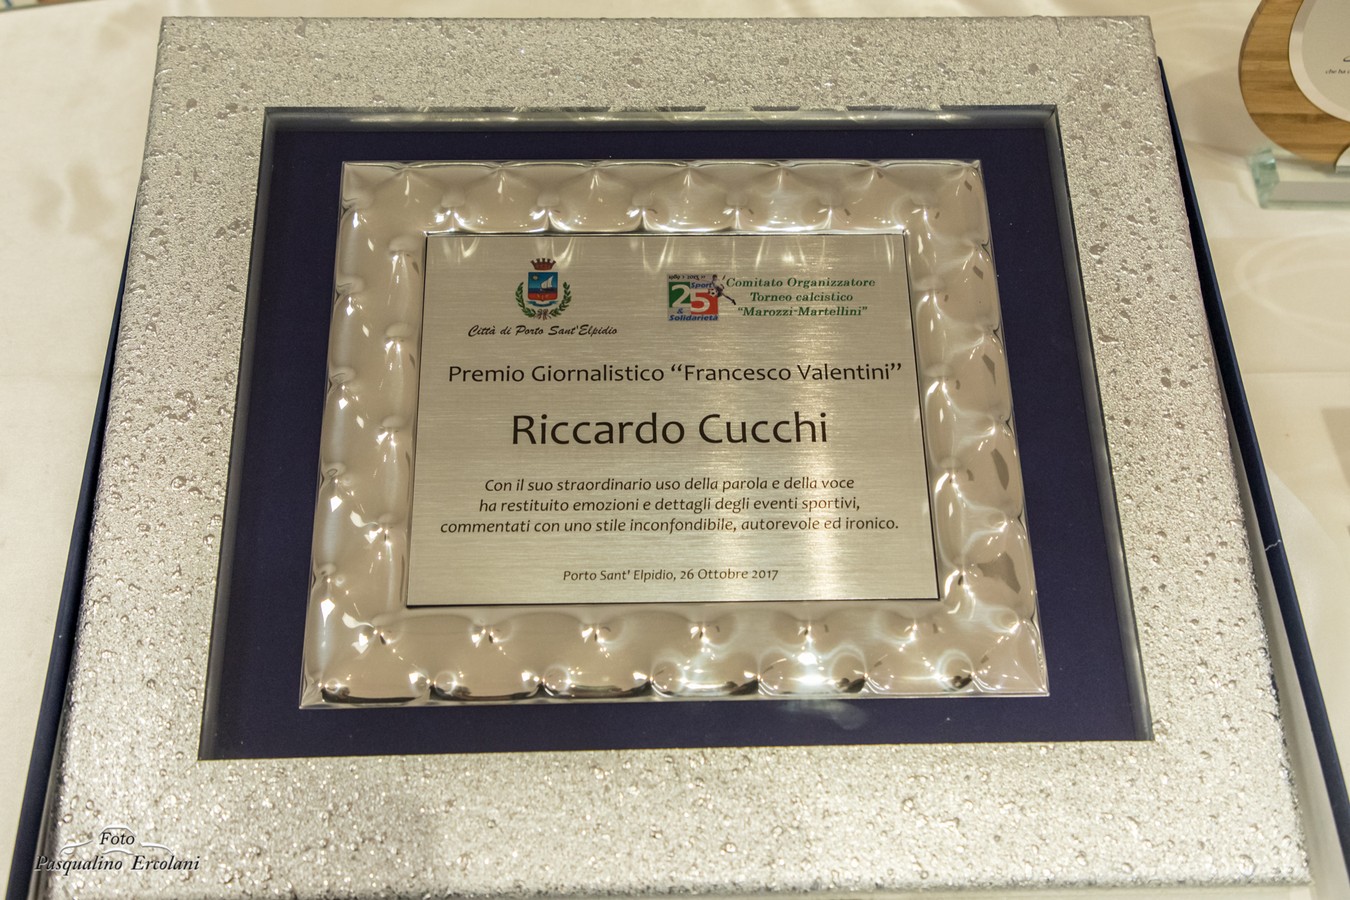 Città di Porto Sant'Elpidio
Sport
25
&
Solidarietà
Comitato Organizzatore
Torneo calcistico
"Marozzi-Martellini"
Premio Giornalistico “Francesco Valentini”
Riccardo Cucchi
Con il suo straordinario uso della parola e della voce
ha restituito emozioni e dettagli degli eventi sportivi,
commentati con uno stile inconfondibile, autorevole ed ironico.
Porto Sant' Elpidio, 26 Ottobre 2017
Foto
Pasqualino Ercolani